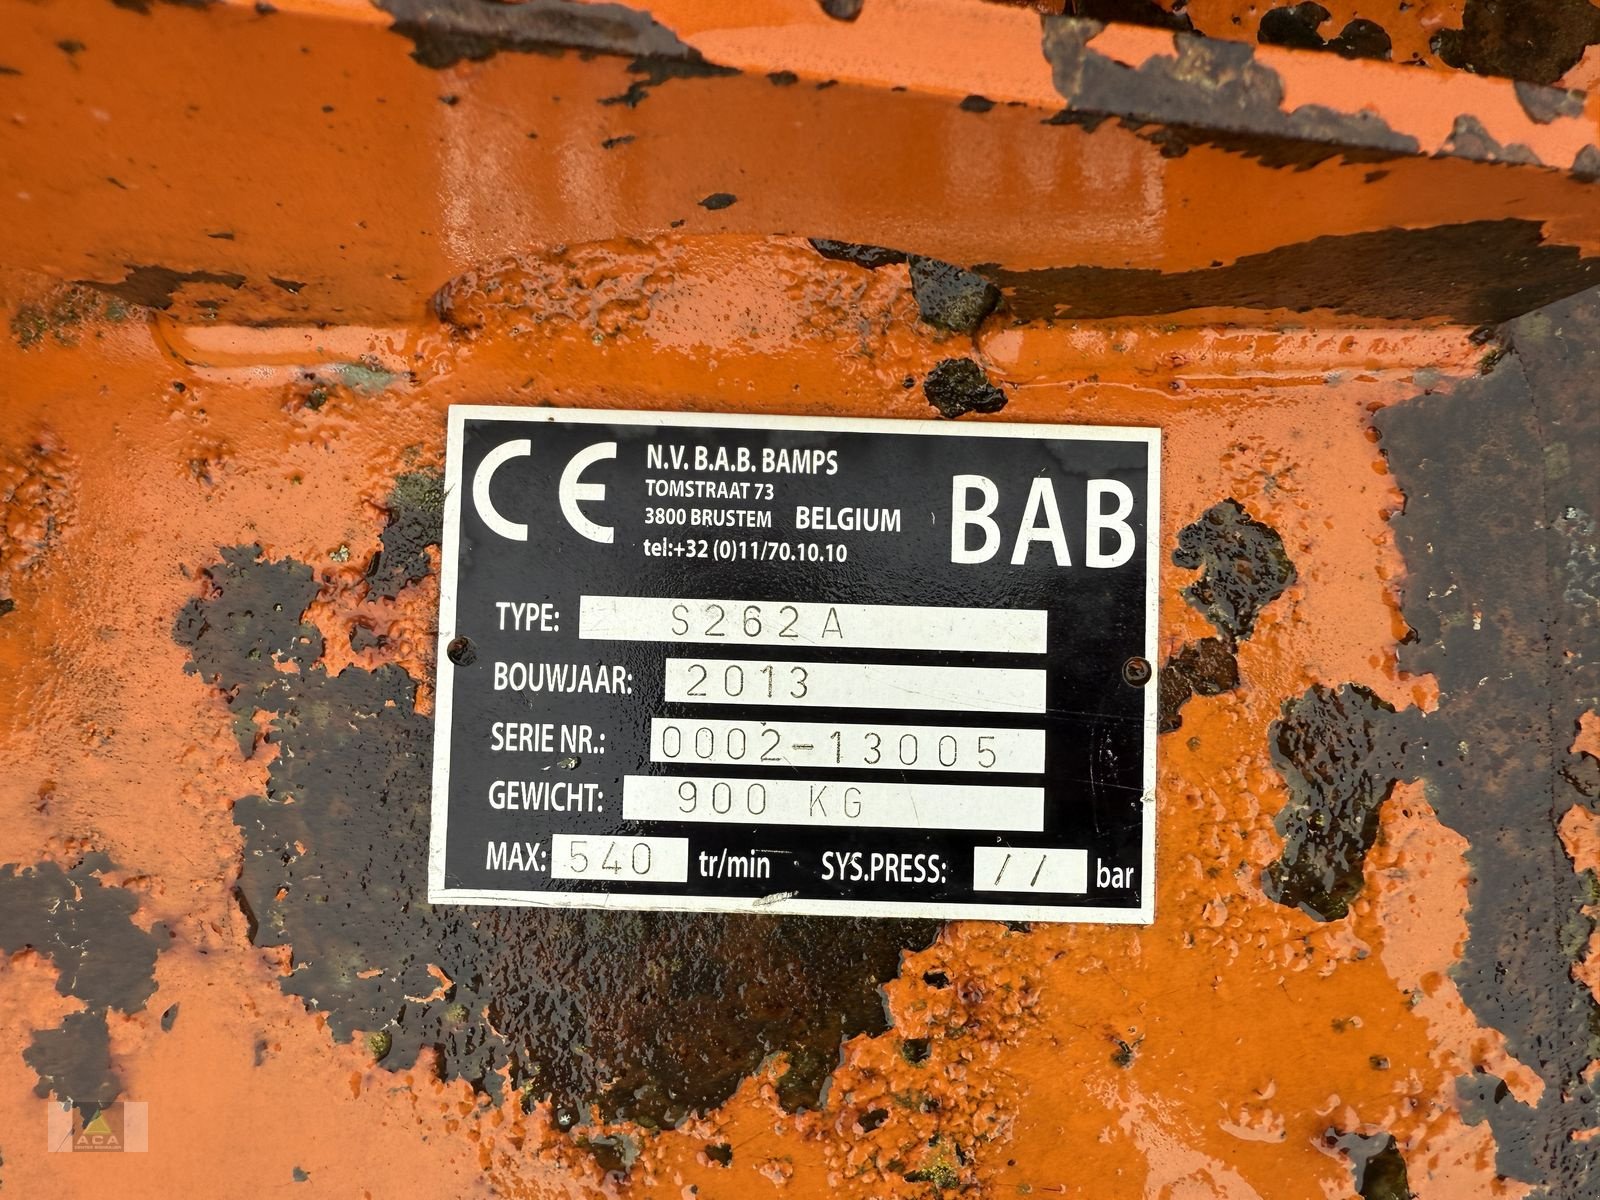 CE
N.V. B.A.B. BAMPS
TOMSTRAAT 73
3800 BRUSTEM BELGIUM
tel:+32 (0)11/70.10.10
BAB
TYPE: S262A
BOUWJAAR: 2013
SERIE NR.: 0002-13005
GEWICHT: 900 KG
MAX: 540 tr/min SYS.PRESS: // bar
ACA